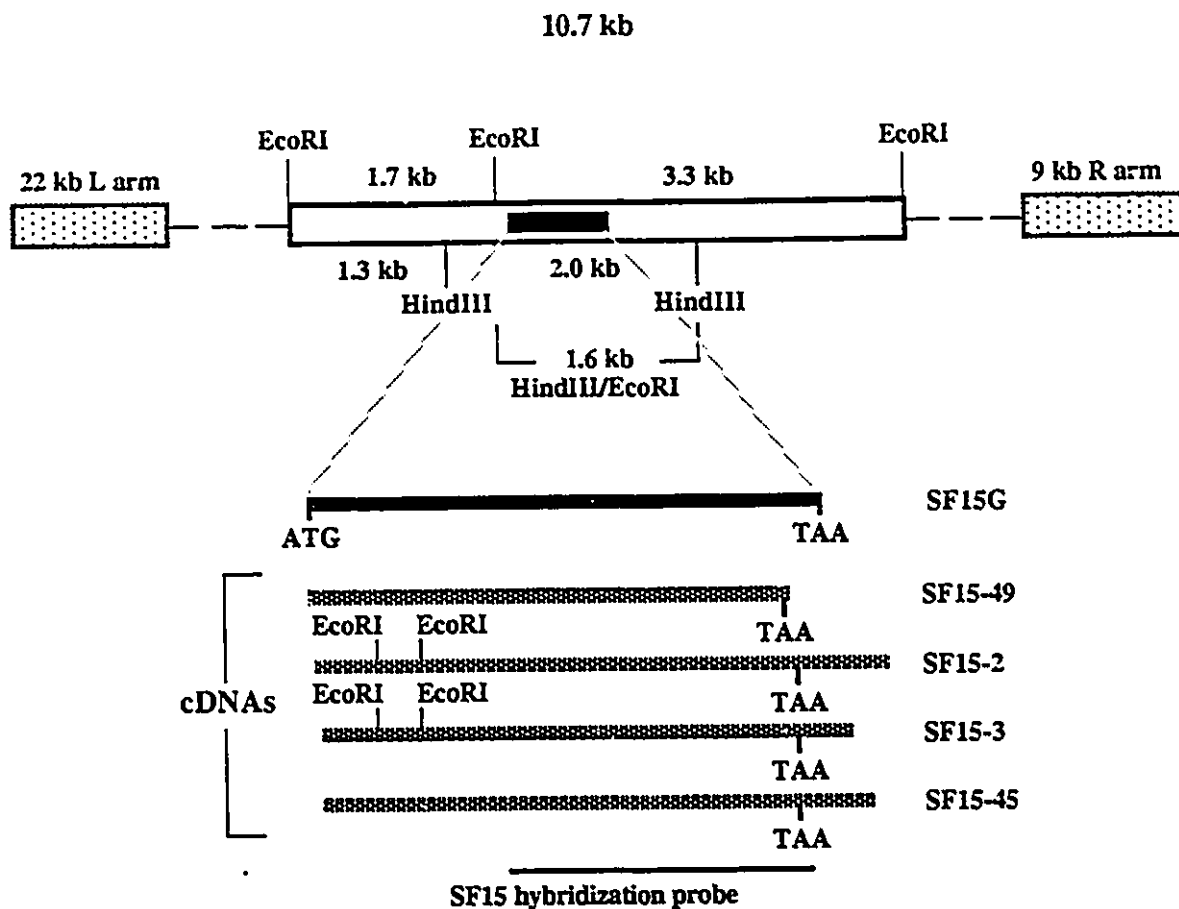 10.7 kb
EcoRI
EcoRI
EcoRI
22 kb L arm
1.7 kb
3.3 kb
9 kb R arm
1.3 kb
2.0 kb
HindIII
HindIII
1.6 kb
HindIII/EcoRI
SF15G
ATG
TAA
SF15-49
EcoRI EcoRI
TAA
SF15-2
cDNAs
EcoRI EcoRI
TAA
SF15-3
TAA
SF15-45
TAA
SF15 hybridization probe